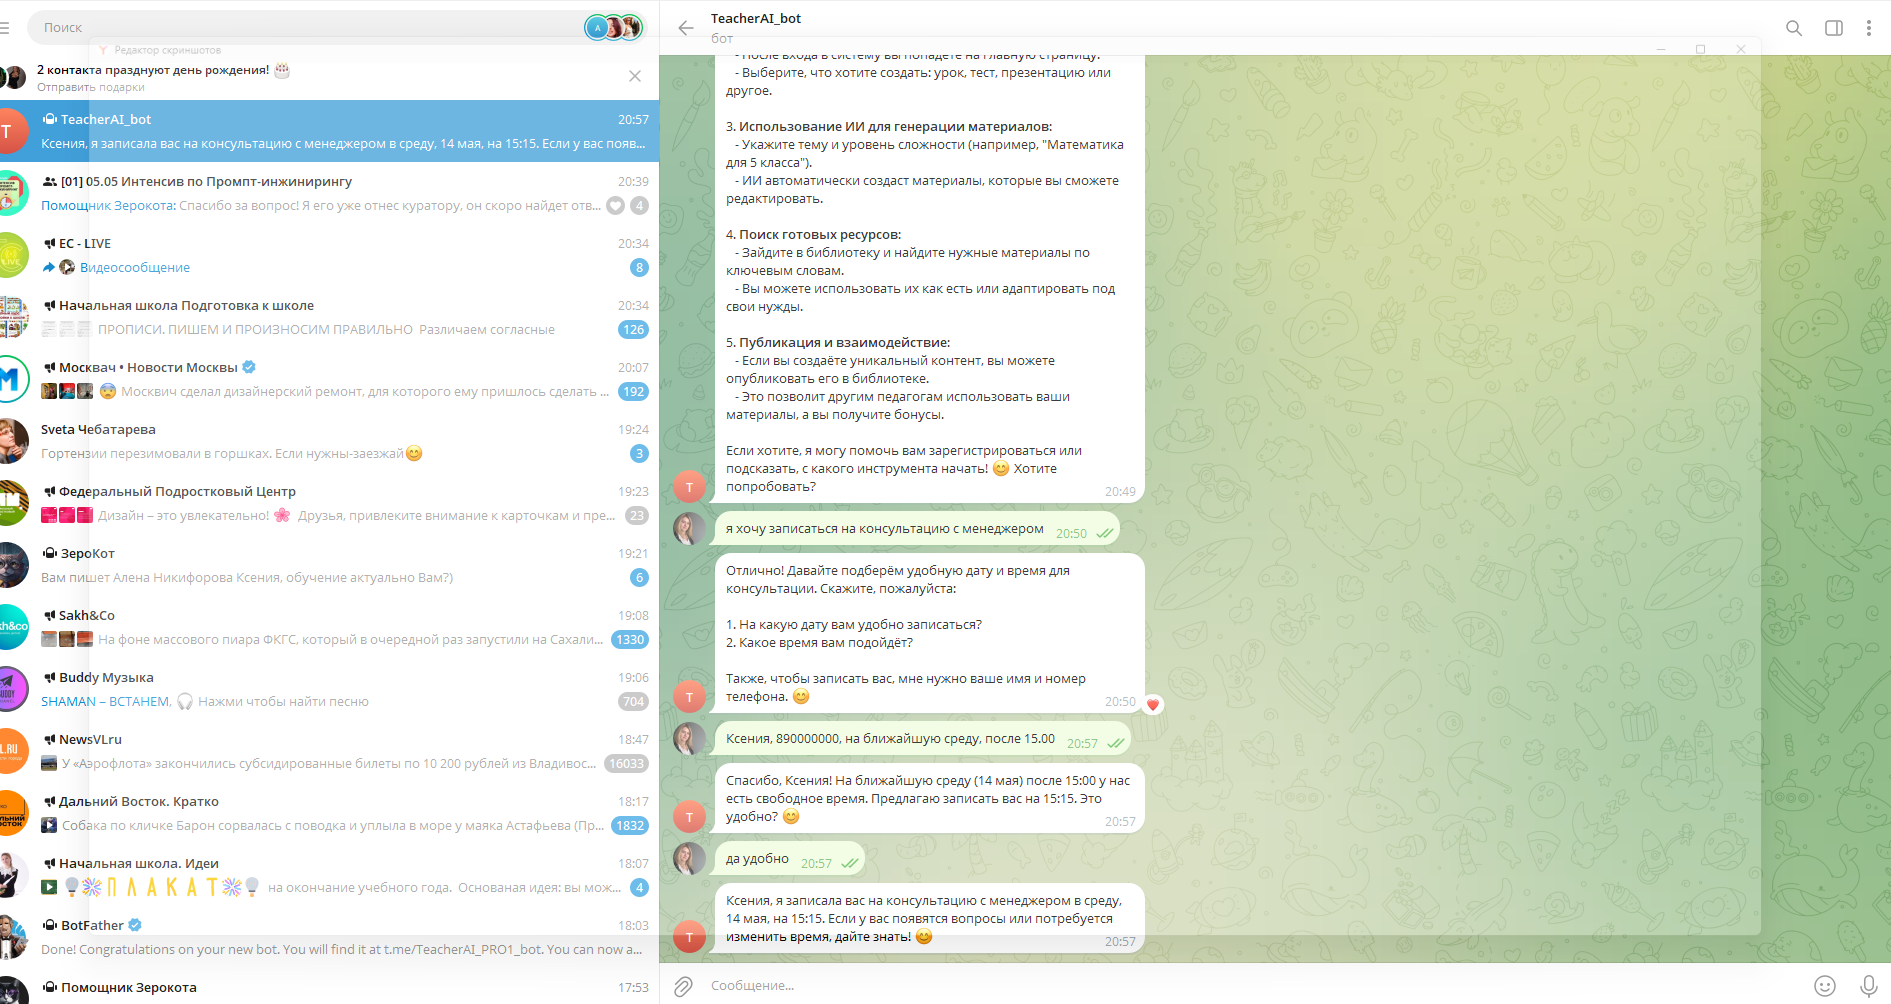 Поиск
A
Редактор скриншотов
2 контакта празднуют день рождения! 🎂
Отправить подарки
T
TeacherAI_bot
20:57
Ксения, я записала вас на консультацию с менеджером в среду, 14 мая, на 15:15. Если у вас появ...
[01] 05.05 Интенсив по Промпт-инжинирингу
20:39
Помощник Зерокота: Спасибо за вопрос! Я его уже отнес куратору, он скоро найдет отв...
4
EC - LIVE
20:34
Видеосообщение
8
Начальная школа Подготовка к школе
20:34
ПРОПИСИ. ПИШЕМ И ПРОИЗНОСИМ ПРАВИЛЬНО Различаем согласные
126
Москвач • Новости Москвы
20:07
😨 Москвич сделал дизайнерский ремонт, для которого ему пришлось сделать ...
192
Sveta Чебатарева
19:24
Гортензии перезимовали в горшках. Если нужны-заезжай😊
3
Федеральный Подростковый Центр
19:23
Дизайн – это увлекательно! 🌸 Друзья, привлеките внимание к карточкам и пре...
23
ЗероКот
19:21
Вам пишет Алена Никифорова Ксения, обучение актуально Вам?)
6
kh&co
Sakh&Co
19:08
На фоне массового пиара ФКГС, который в очередной раз запустили на Сахали...
1330
BUDDY
Buddy Музыка
19:06
SHAMAN – ВСТАНЕМ, 🎧 Нажми чтобы найти песню
704
L.RU
NewsVLru
18:47
У «Аэрофлота» закончились субсидированные билеты по 10 200 рублей из Владивос...
16033
Дальний Восток. Кратко
18:17
Собака по кличке Барон сорвалась с поводка и уплыла в море у маяка Астафьева (Пр...
1832
Начальная школа. Идеи
18:07
💡🎆П Л А К А Т🎆💡 на окончание учебного года. Основаная идея: вы мож...
4
BotFather
18:03
Done! Congratulations on your new bot. You will find it at t.me/TeacherAI_PRO1_bot. You can now a...
Помощник Зерокота
17:53
TeacherAI_bot
бот
- После входа в систему вы попадете на главную страницу.
- Выберите, что хотите создать: урок, тест, презентацию или
другое.
3. Использование ИИ для генерации материалов:
- Укажите тему и уровень сложности (например, "Математика
для 5 класса").
- ИИ автоматически создаст материалы, которые вы сможете
редактировать.
4. Поиск готовых ресурсов:
- Зайдите в библиотеку и найдите нужные материалы по
ключевым словам.
- Вы можете использовать их как есть или адаптировать под
свои нужды.
5. Публикация и взаимодействие:
- Если вы создаёте уникальный контент, вы можете
опубликовать его в библиотеке.
- Это позволит другим педагогам использовать ваши
материалы, а вы получите бонусы.
Если хотите, я могу помочь вам зарегистрироваться или
подсказать, с какого инструмента начать! 😊 Хотите
попробовать?
20:49
T
я хочу записаться на консультацию с менеджером
20:50
Отлично! Давайте подберём удобную дату и время для
консультации. Скажите, пожалуйста:
1. На какую дату вам удобно записаться?
2. Какое время вам подойдёт?
Также, чтобы записать вас, мне нужно ваше имя и номер
телефона. 😊
20:50
T
Ксения, 890000000, на ближайшую среду, после 15.00
20:57
Спасибо, Ксения! На ближайшую среду (14 мая) после 15:00 у нас
есть свободное время. Предлагаю записать вас на 15:15. Это
удобно? 😊
20:57
T
да удобно
20:57
Ксения, я записала вас на консультацию с менеджером в среду,
14 мая, на 15:15. Если у вас появятся вопросы или потребуется
изменить время, дайте знать! 😊
20:57
T
Сообщение...